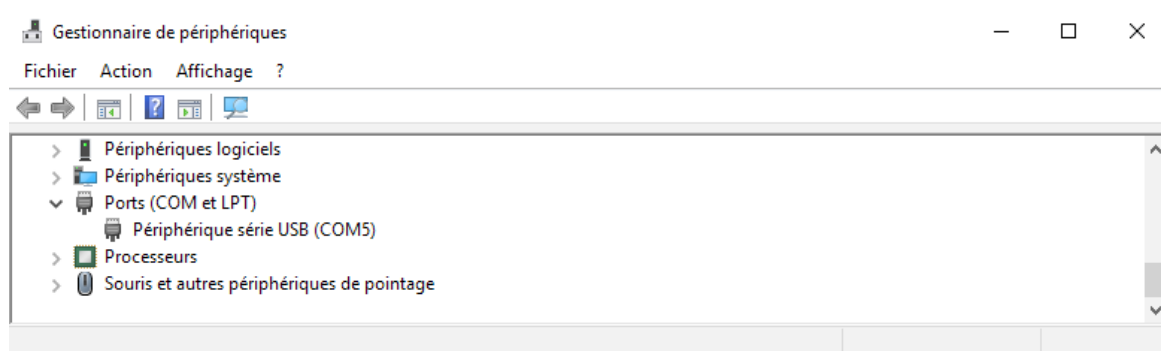 Gestionnaire de périphériques
Fichier Action Affichage ?
Périphériques logiciels
Périphériques système
Ports (COM et LPT)
Périphérique série USB (COM5)
Processeurs
Souris et autres périphériques de pointage